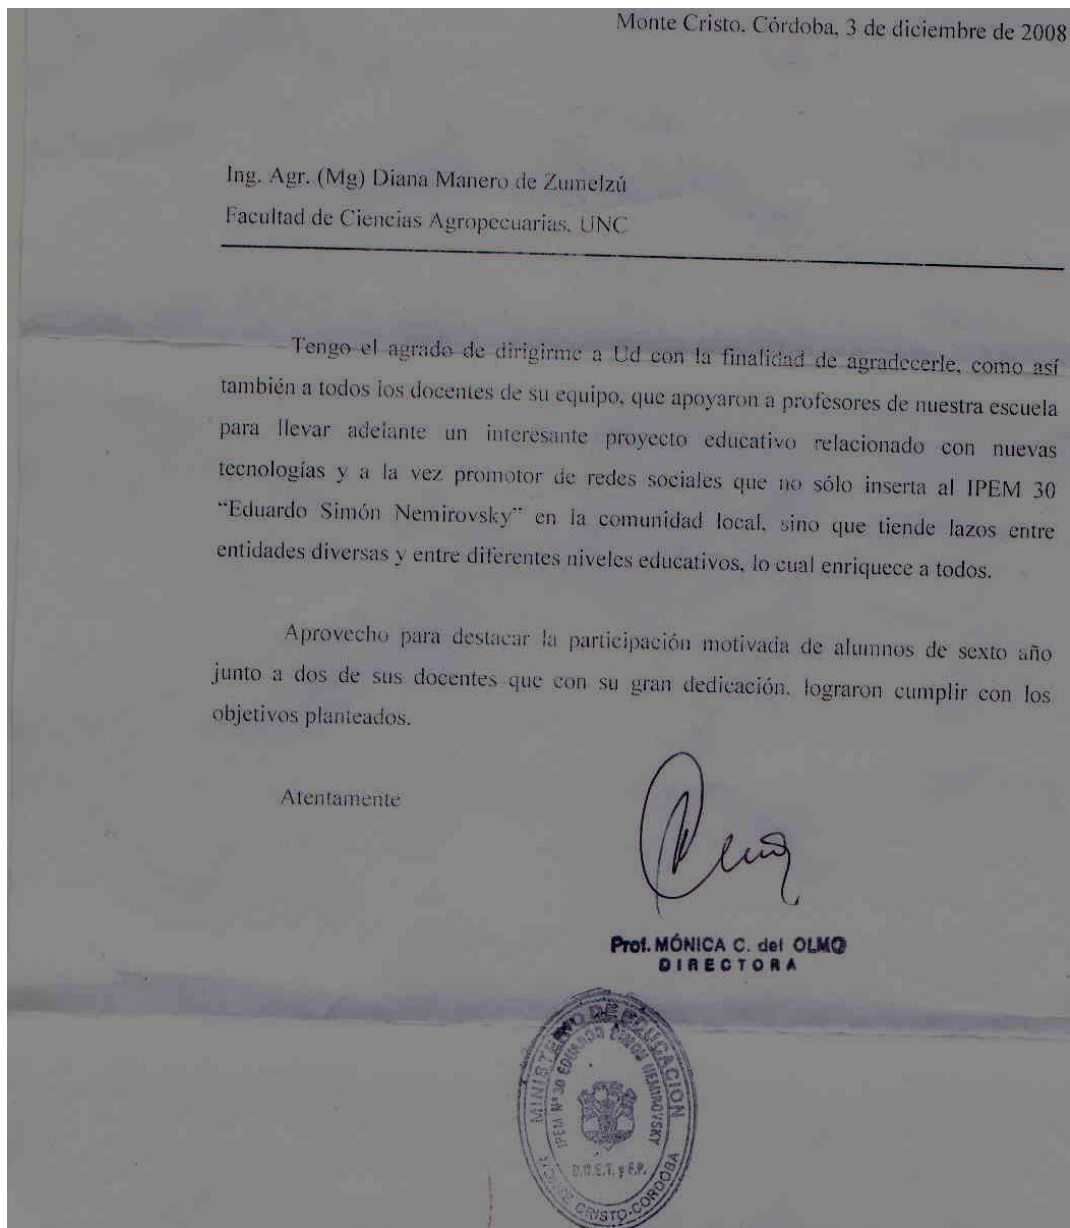 Monte Cristo, Córdoba, 3 de diciembre de 2008
Ing. Agr. (Mg) Diana Manero de Zumelzú
Facultad de Ciencias Agropecuarias, UNC
Tengo el agrado de dirigirme a Ud con la finalidad de agradecerle, como así
también a todos los docentes de su equipo, que apoyaron a profesores de nuestra escuela
para llevar adelante un interesante proyecto educativo relacionado con nuevas
tecnologías y a la vez promotor de redes sociales que no sólo inserta al IPEM 30
“Eduardo Simón Nemirovsky” en la comunidad local, sino que tiende lazos entre
entidades diversas y entre diferentes niveles educativos, lo cual enriquece a todos.
Aprovecho para destacar la participación motivada de alumnos de sexto año
junto a dos de sus docentes que con su gran dedicación, lograron cumplir con los
objetivos planteados.
Atentamente
Prof. MÓNICA C. del OLMO
DIRECTORA
MINISTERIO DE EDUCACION
IPEM Nº 30 EDUARDO SIMON NEMIROVSKY
MONTE CRISTO-CORDOBA